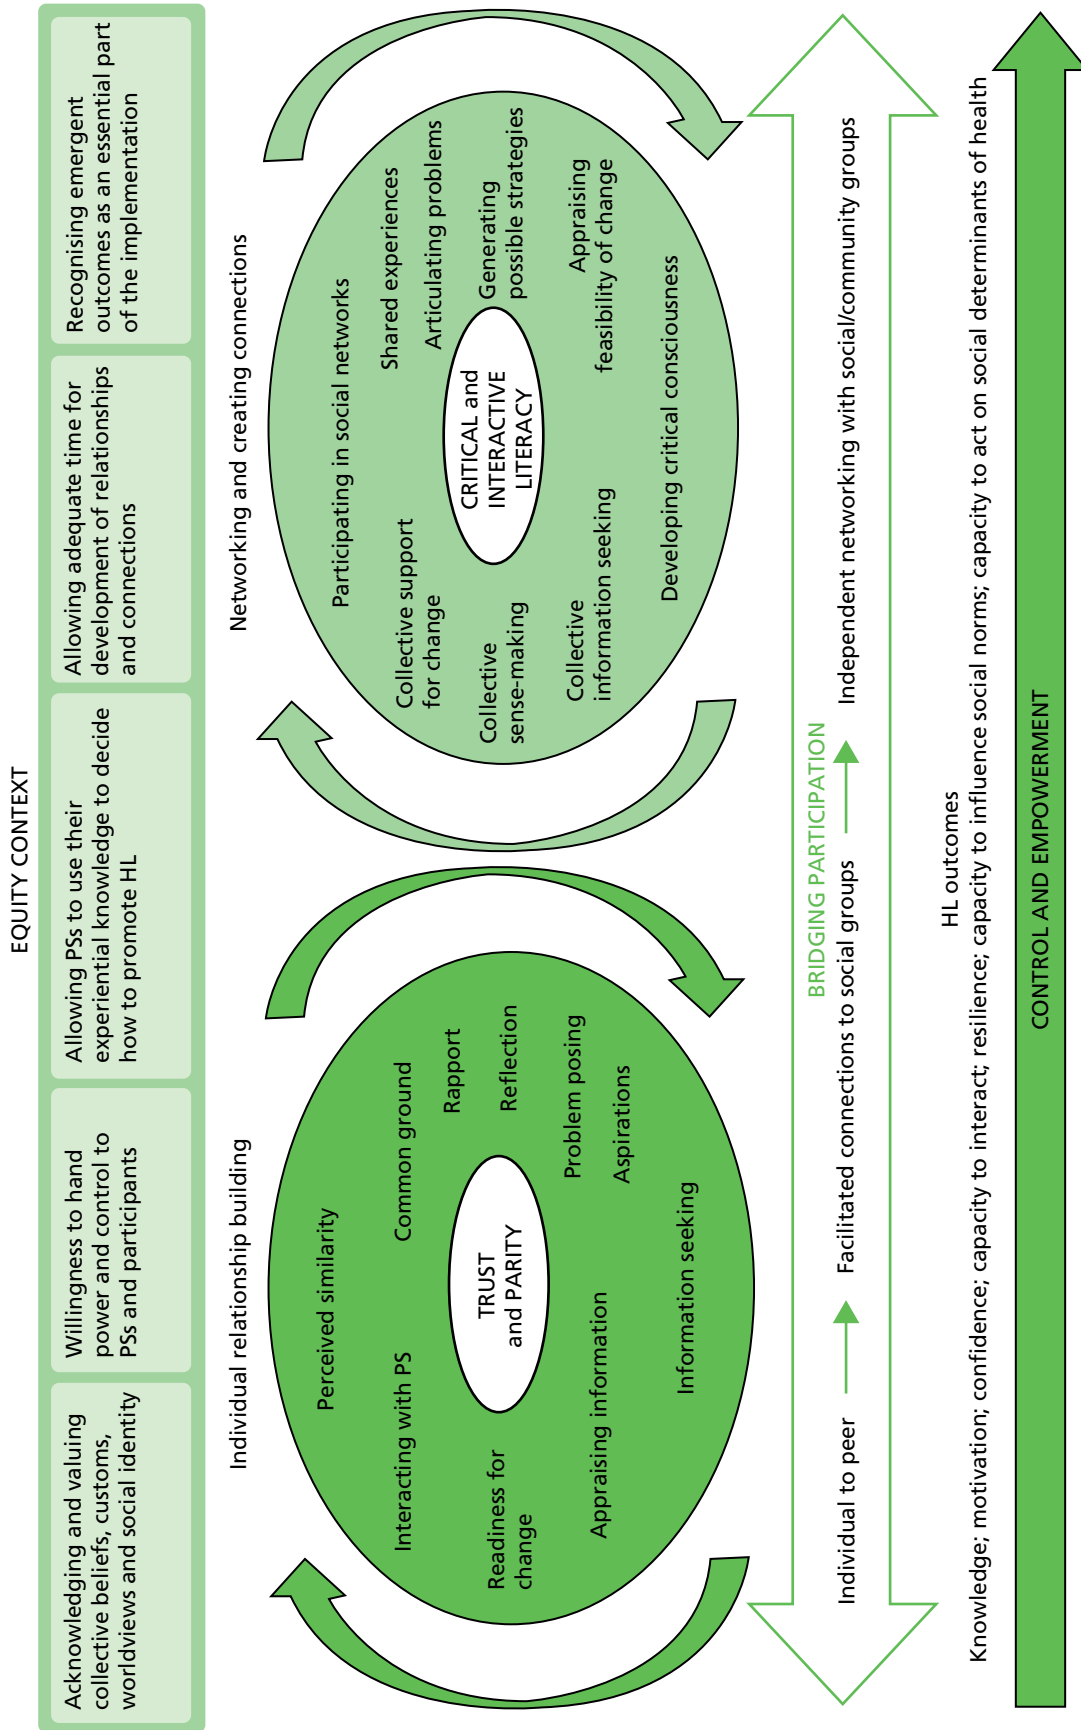 EQUITY CONTEXT
Acknowledging and valuing
collective beliefs, customs,
worldviews and social identity
Willingness to hand
power and control to
PSs and participants
Allowing PSs to use their
experiential knowledge to decide
how to promote HL
Allowing adequate time for
development of relationships
and connections
Recognising emergent
outcomes as an essential part
of the implementation
Individual relationship building
Perceived similarity
Interacting with PS
Common ground
Rapport
Readiness for
change
TRUST
and PARITY
Reflection
Problem posing
Appraising information
Aspirations
Information seeking
Networking and creating connections
Participating in social networks
Collective support
for change
Shared experiences
Articulating problems
Collective
sense-making
CRITICAL and
INTERACTIVE
LITERACY
Generating
possible strategies
Collective
information seeking
Appraising
feasibility of change
Developing critical consciousness
BRIDGING PARTICIPATION
Individual to peer
Facilitated connections to social groups
Independent networking with social/community groups
HL outcomes
Knowledge; motivation; confidence; capacity to interact; resilience; capacity to influence social norms; capacity to act on social determinants of health
CONTROL AND EMPOWERMENT